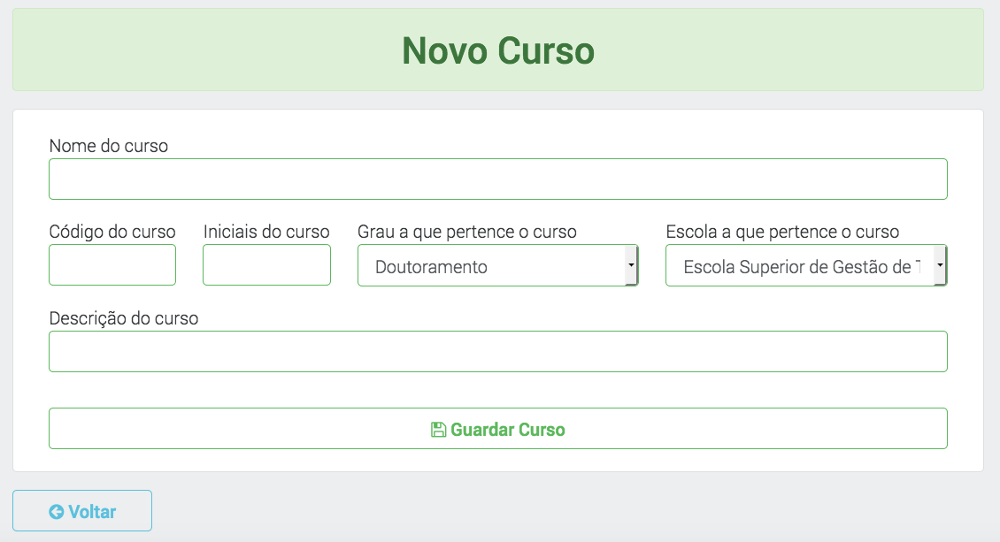 Novo Curso
Nome do curso
Código do curso Iniciais do curso Grau a que pertence o curso Escola a que pertence o curso
Doutoramento Escola Superior de Gestão de
Descrição do curso
Guardar Curso
Voltar